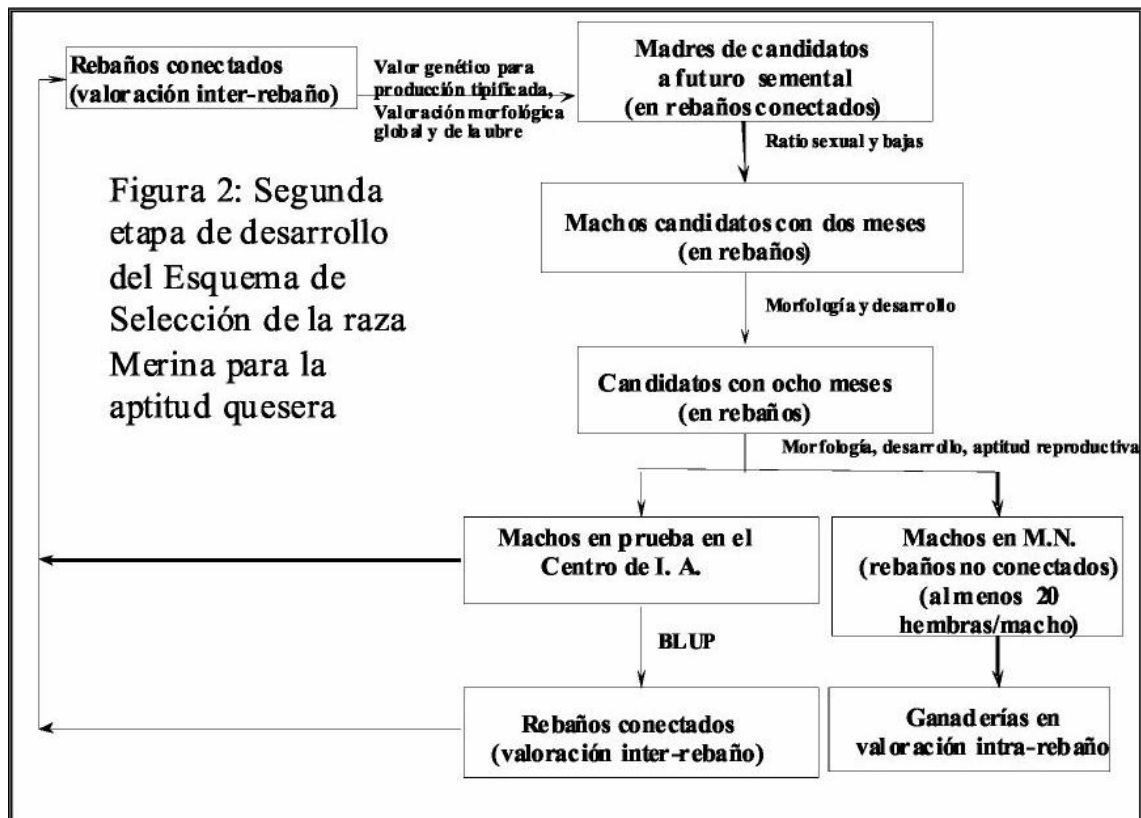 Rebaños conectados
(valoración inter-rebaño)
Valor genético para
producción tipificada,
Valoración morfológica
global y de la ubre
Madres de candidatos
a futuro semental
(en rebaños conectados)
Ratio sexual y bajas
Figura 2: Segunda
etapa de desarrollo
del Esquema de
Selección de la raza
Merina para la
aptitud quesera
Machos candidatos con dos meses
(en rebaños)
Morfología y desarrollo
Candidatos con ocho meses
(en rebaños)
Morfología, desarrollo, aptitud reproductiva
Machos en prueba en el
Centro de I. A.
Machos en M.N.
(rebaños no conectados)
(al menos 20
hembras/macho)
BLUP
Rebaños conectados
(valoración inter-rebaño)
Ganaderías en
valoración intra-rebaño